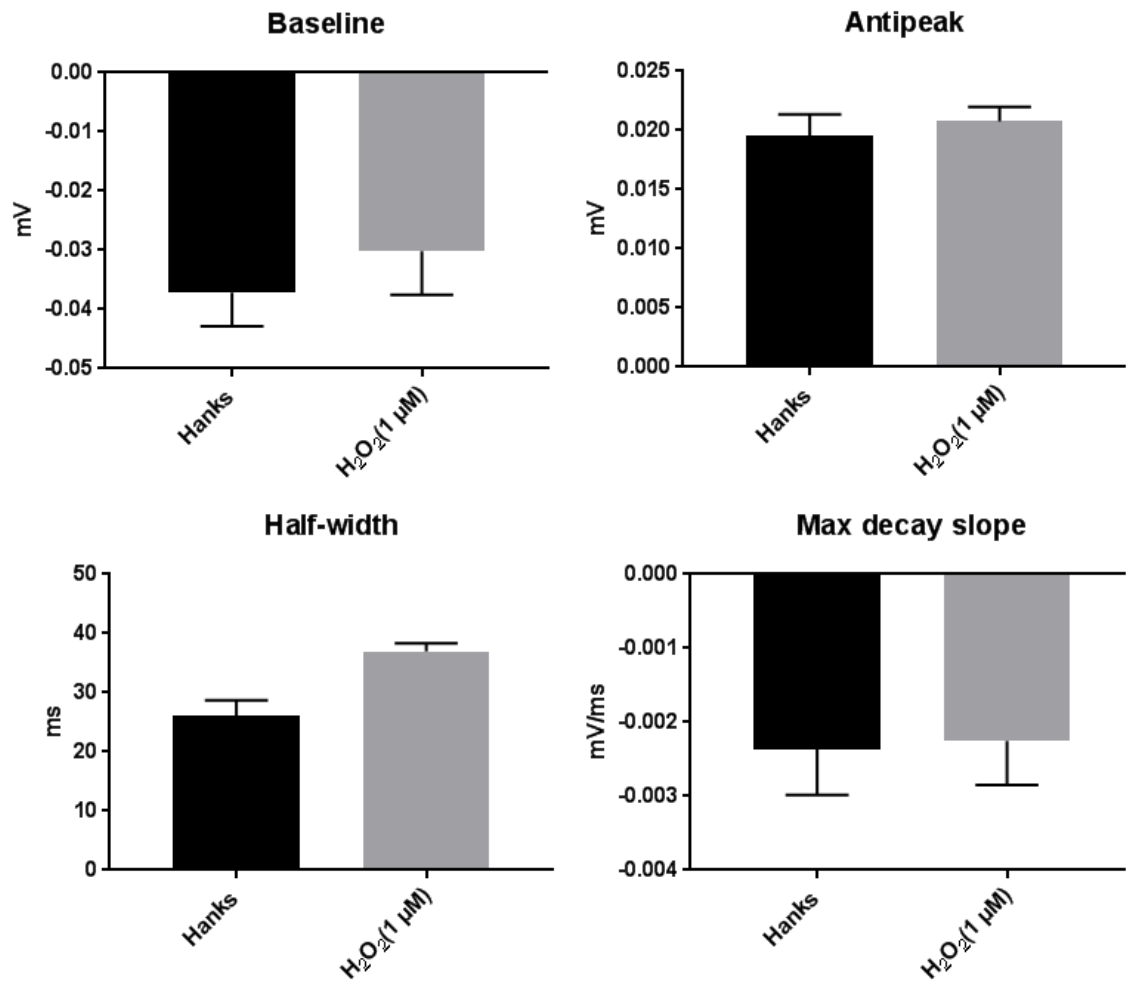 Baseline
mV
0.00
-0.01
-0.02
-0.03
-0.04
-0.05
Hanks
H₂O₂(1 µM)
Antipeak
mV
0.025
0.020
0.015
0.010
0.005
0.000
Hanks
H₂O₂(1 µM)
Half-width
ms
50
40
30
20
10
0
Hanks
H₂O₂(1 µM)
Max decay slope
mV/ms
0.000
-0.001
-0.002
-0.003
-0.004
Hanks
H₂O₂(1 µM)